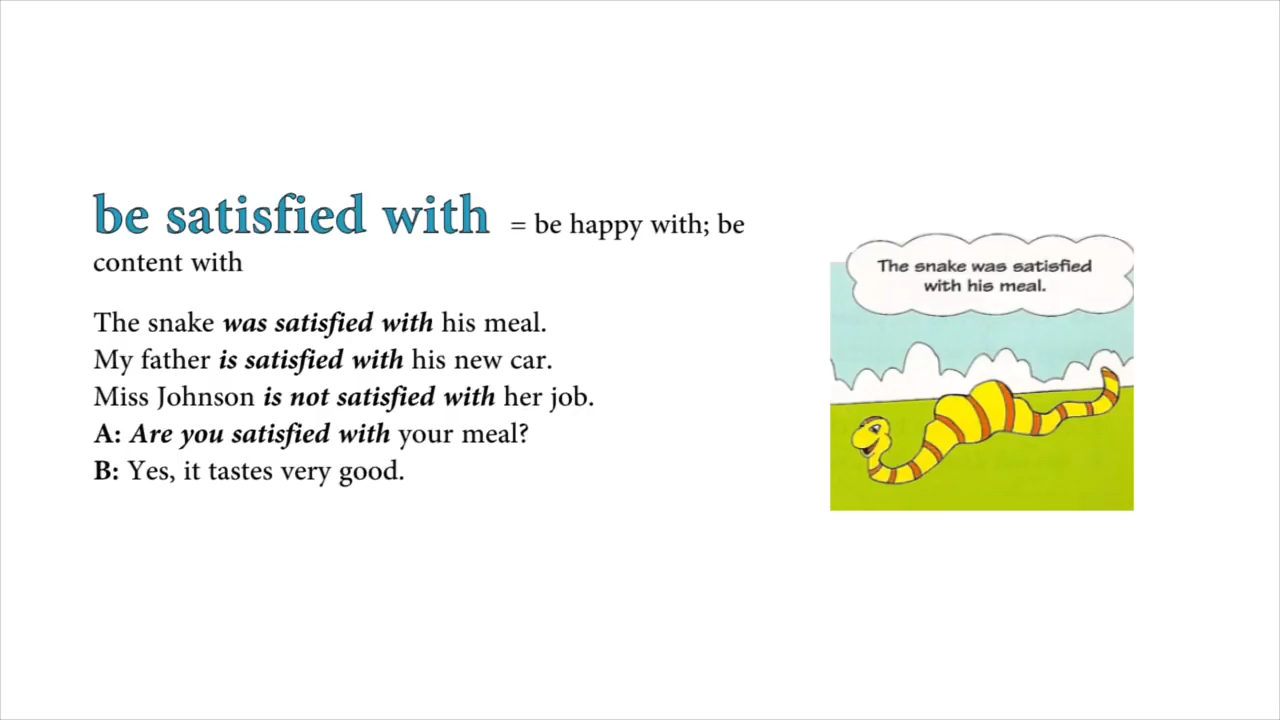 be satisfied with = be happy with; be
content with
The snake was satisfied with his meal.
My father is satisfied with his new car.
Miss Johnson is not satisfied with her job.
A: Are you satisfied with your meal?
B: Yes, it tastes very good.
The snake was satisfied
with his meal.